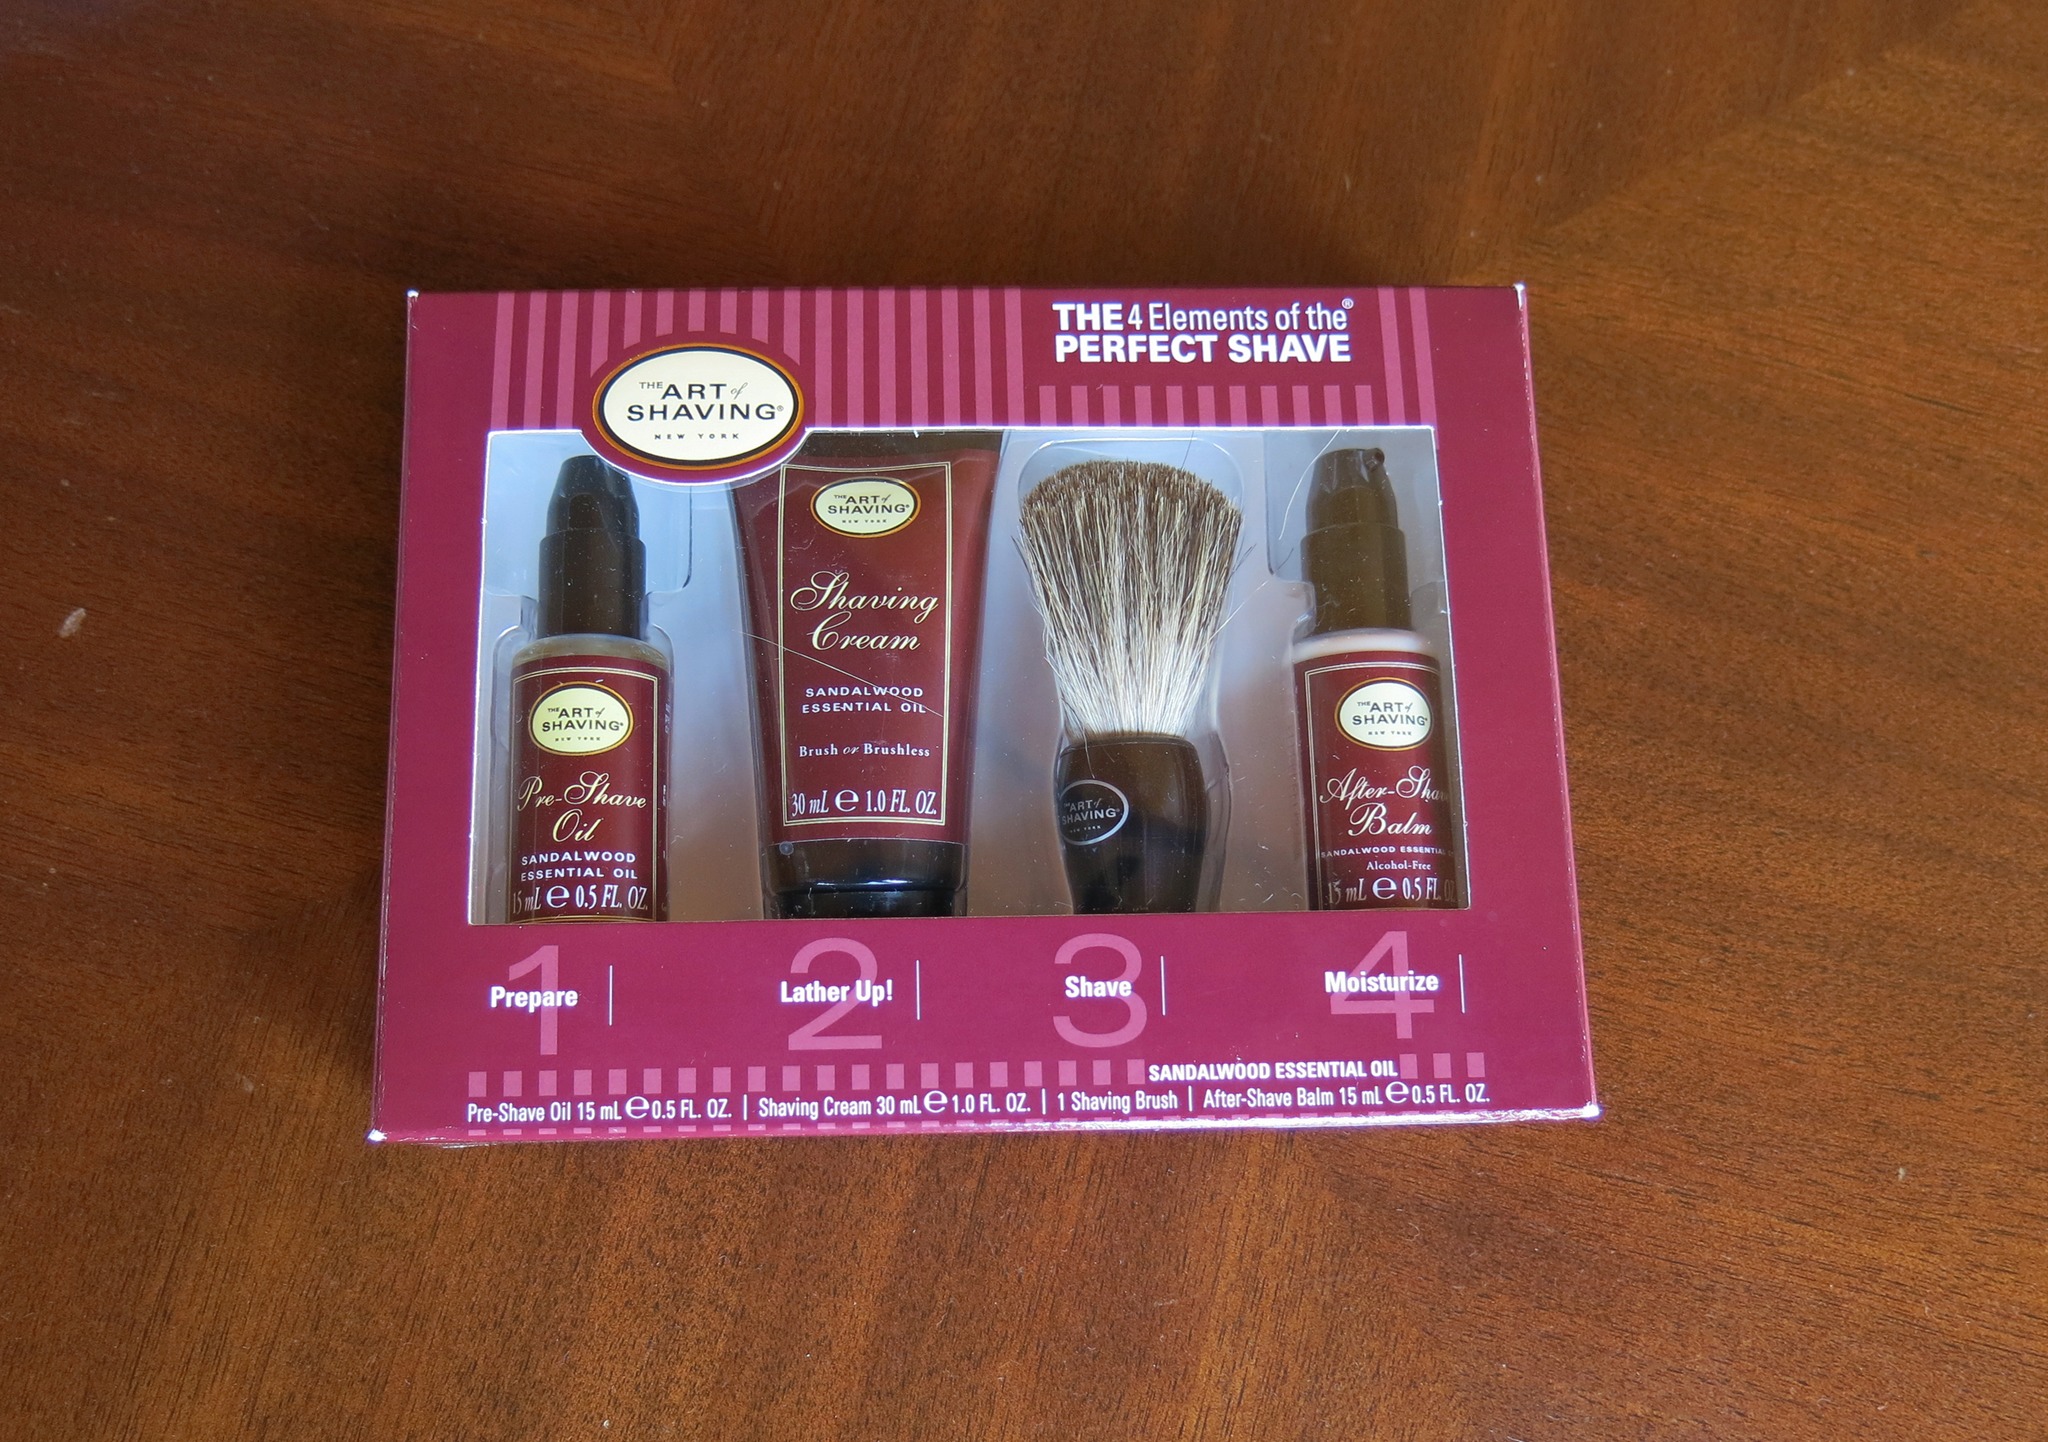 THE 4 Elements of the®
PERFECT SHAVE
THE ART of
SHAVING®
NEW YORK
THE ART of
SHAVING®
NEW YORK
Pre-Shave
Oil
SANDALWOOD
ESSENTIAL OIL
15 mL ℮ 0.5 FL. OZ.
THE ART of
SHAVING®
NEW YORK
Shaving
Cream
SANDALWOOD
ESSENTIAL OIL
Brush or Brushless
30 mL ℮ 1.0 FL. OZ.
THE ART of
SHAVING®
NEW YORK
THE ART of
SHAVING®
NEW YORK
After-Shave
Balm
SANDALWOOD ESSENTIAL
Alcohol-Free
15 mL ℮ 0.5 FL. OZ
1 Prepare
2 Lather Up!
3 Shave
4 Moisturize
SANDALWOOD ESSENTIAL OIL
Pre-Shave Oil 15 mL ℮ 0.5 FL. OZ. | Shaving Cream 30 mL ℮ 1.0 FL. OZ. | 1 Shaving Brush | After-Shave Balm 15 mL ℮ 0.5 FL. OZ.